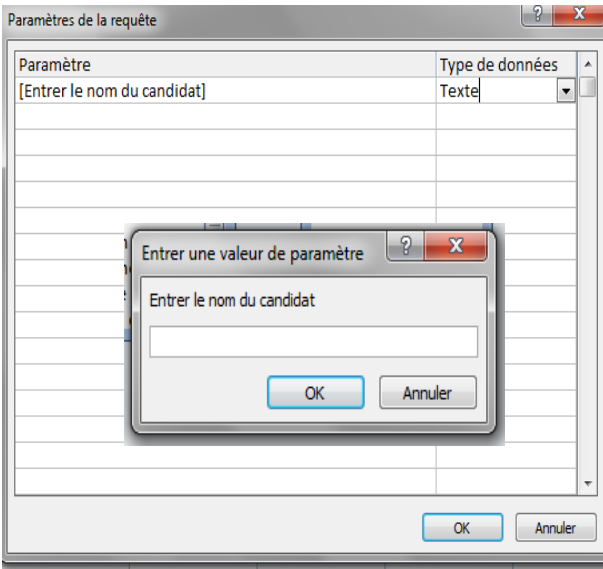 Paramètres de la requête
Paramètre Type de données
[Entrer le nom du candidat] Texte
Entrer une valeur de paramètre
Entrer le nom du candidat
OK Annuler
OK Annuler